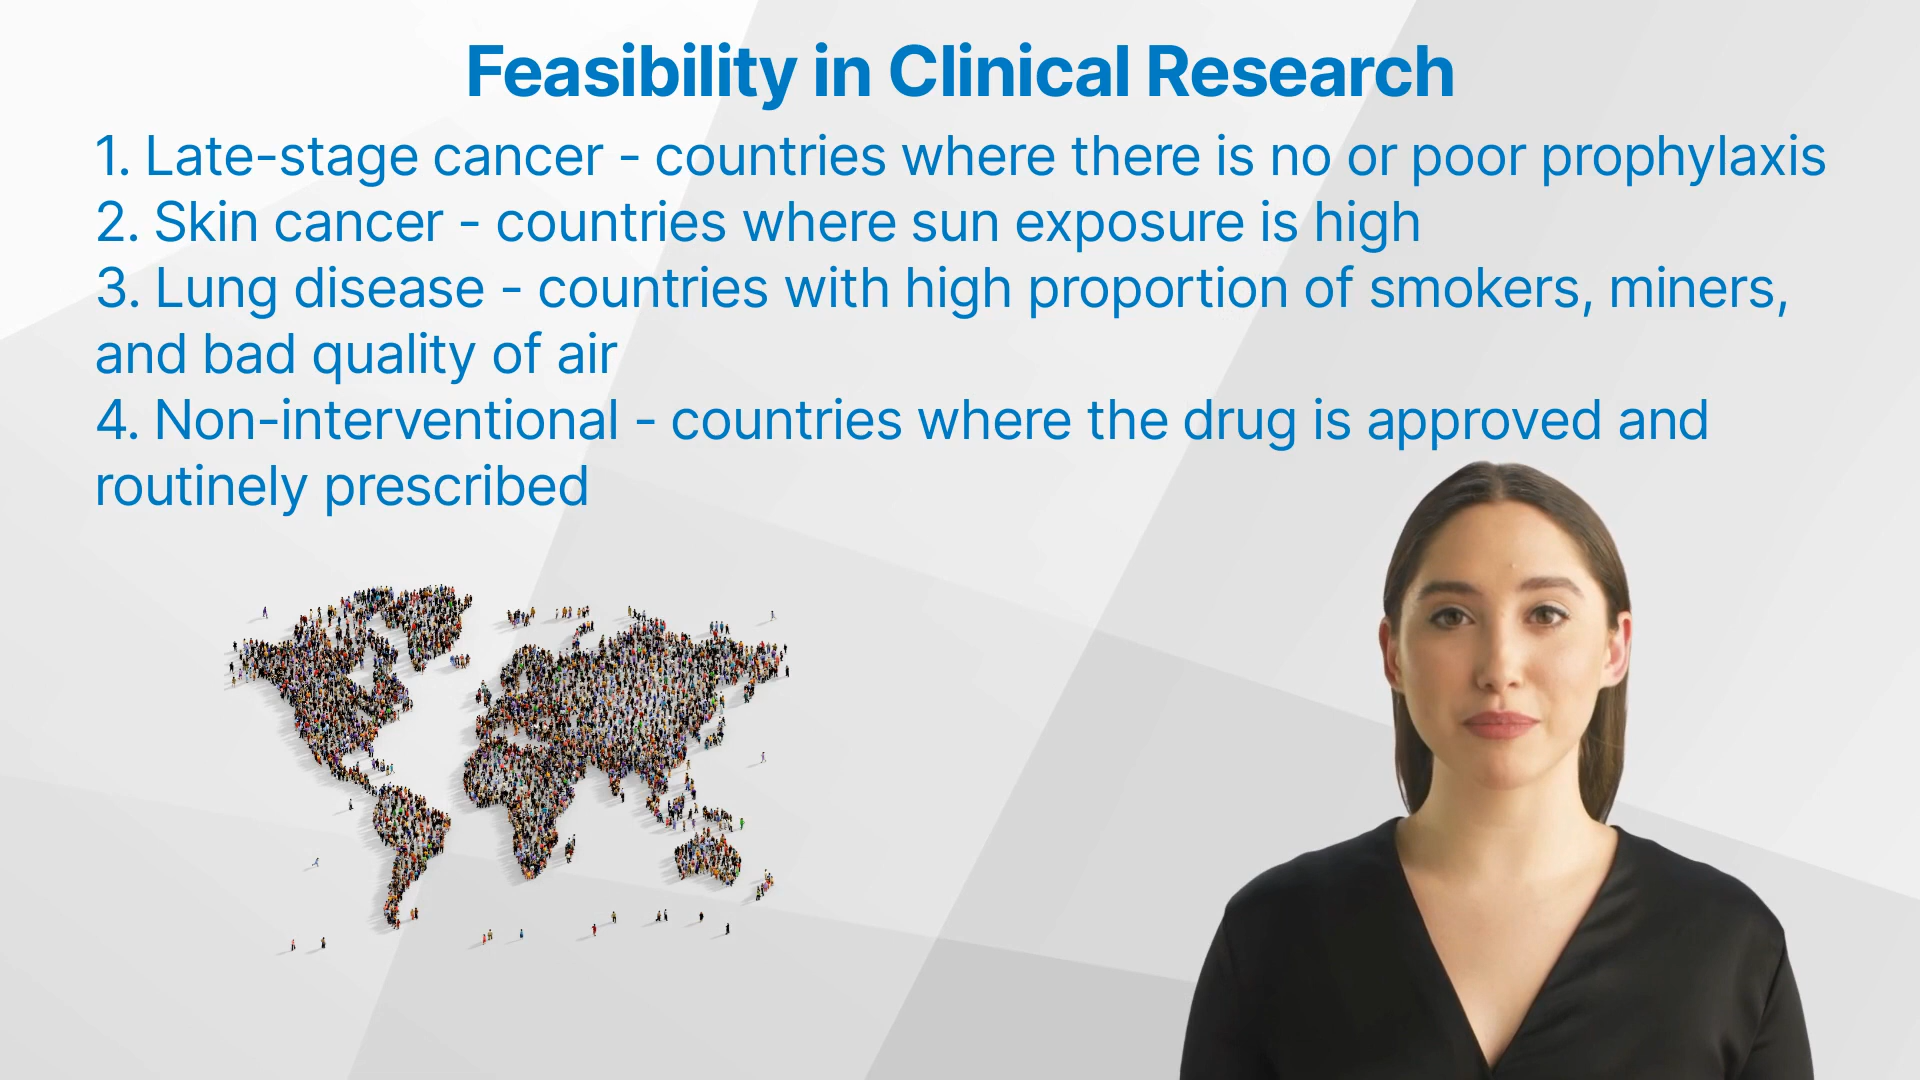 Feasibility in Clinical Research
1. Late-stage cancer - countries where there is no or poor prophylaxis
2. Skin cancer - countries where sun exposure is high
3. Lung disease - countries with high proportion of smokers, miners,
and bad quality of air
4. Non-interventional - countries where the drug is approved and
routinely prescribed